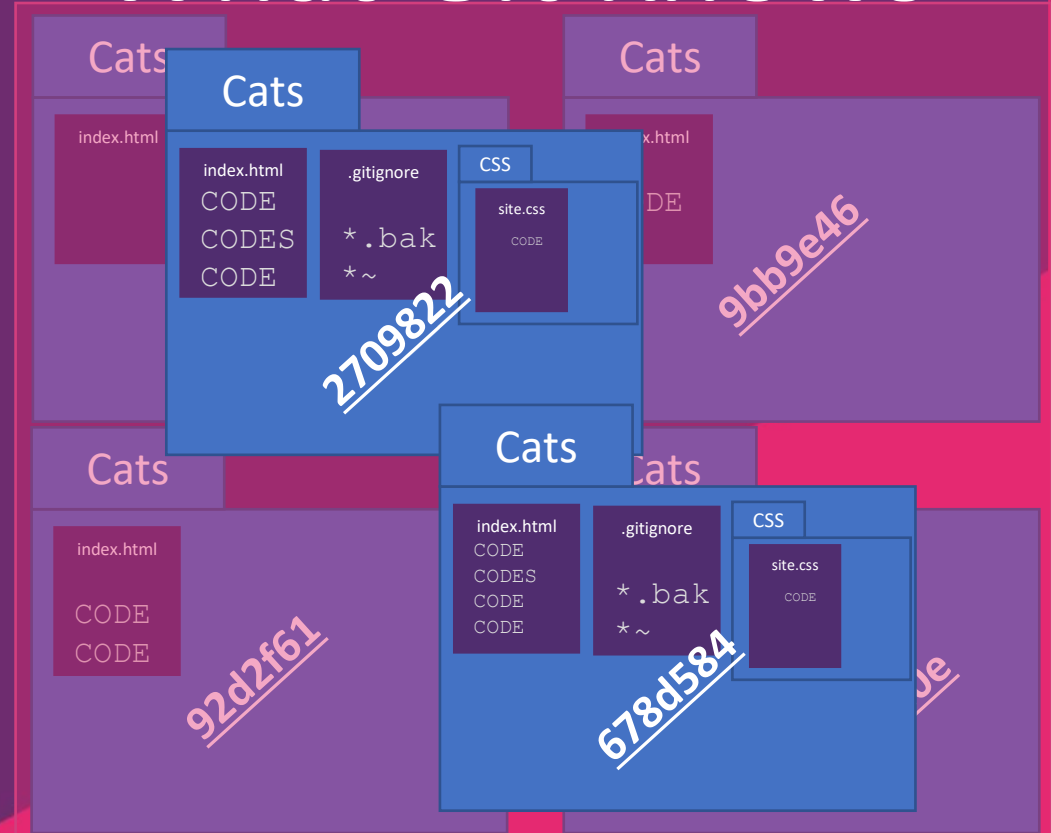 Cats
index.html
Cats
index.html
CODE
CODES
CODE
.gitignore
*.bak
*~
CSS
site.css
CODE
2709822
Cats
9bb9e46
Cats
index.html
CODE
CODE
92d2f61
Cats
Cats
index.html
CODE
CODES
CODE
CODE
.gitignore
*.bak
*~
CSS
site.css
CODE
678d584